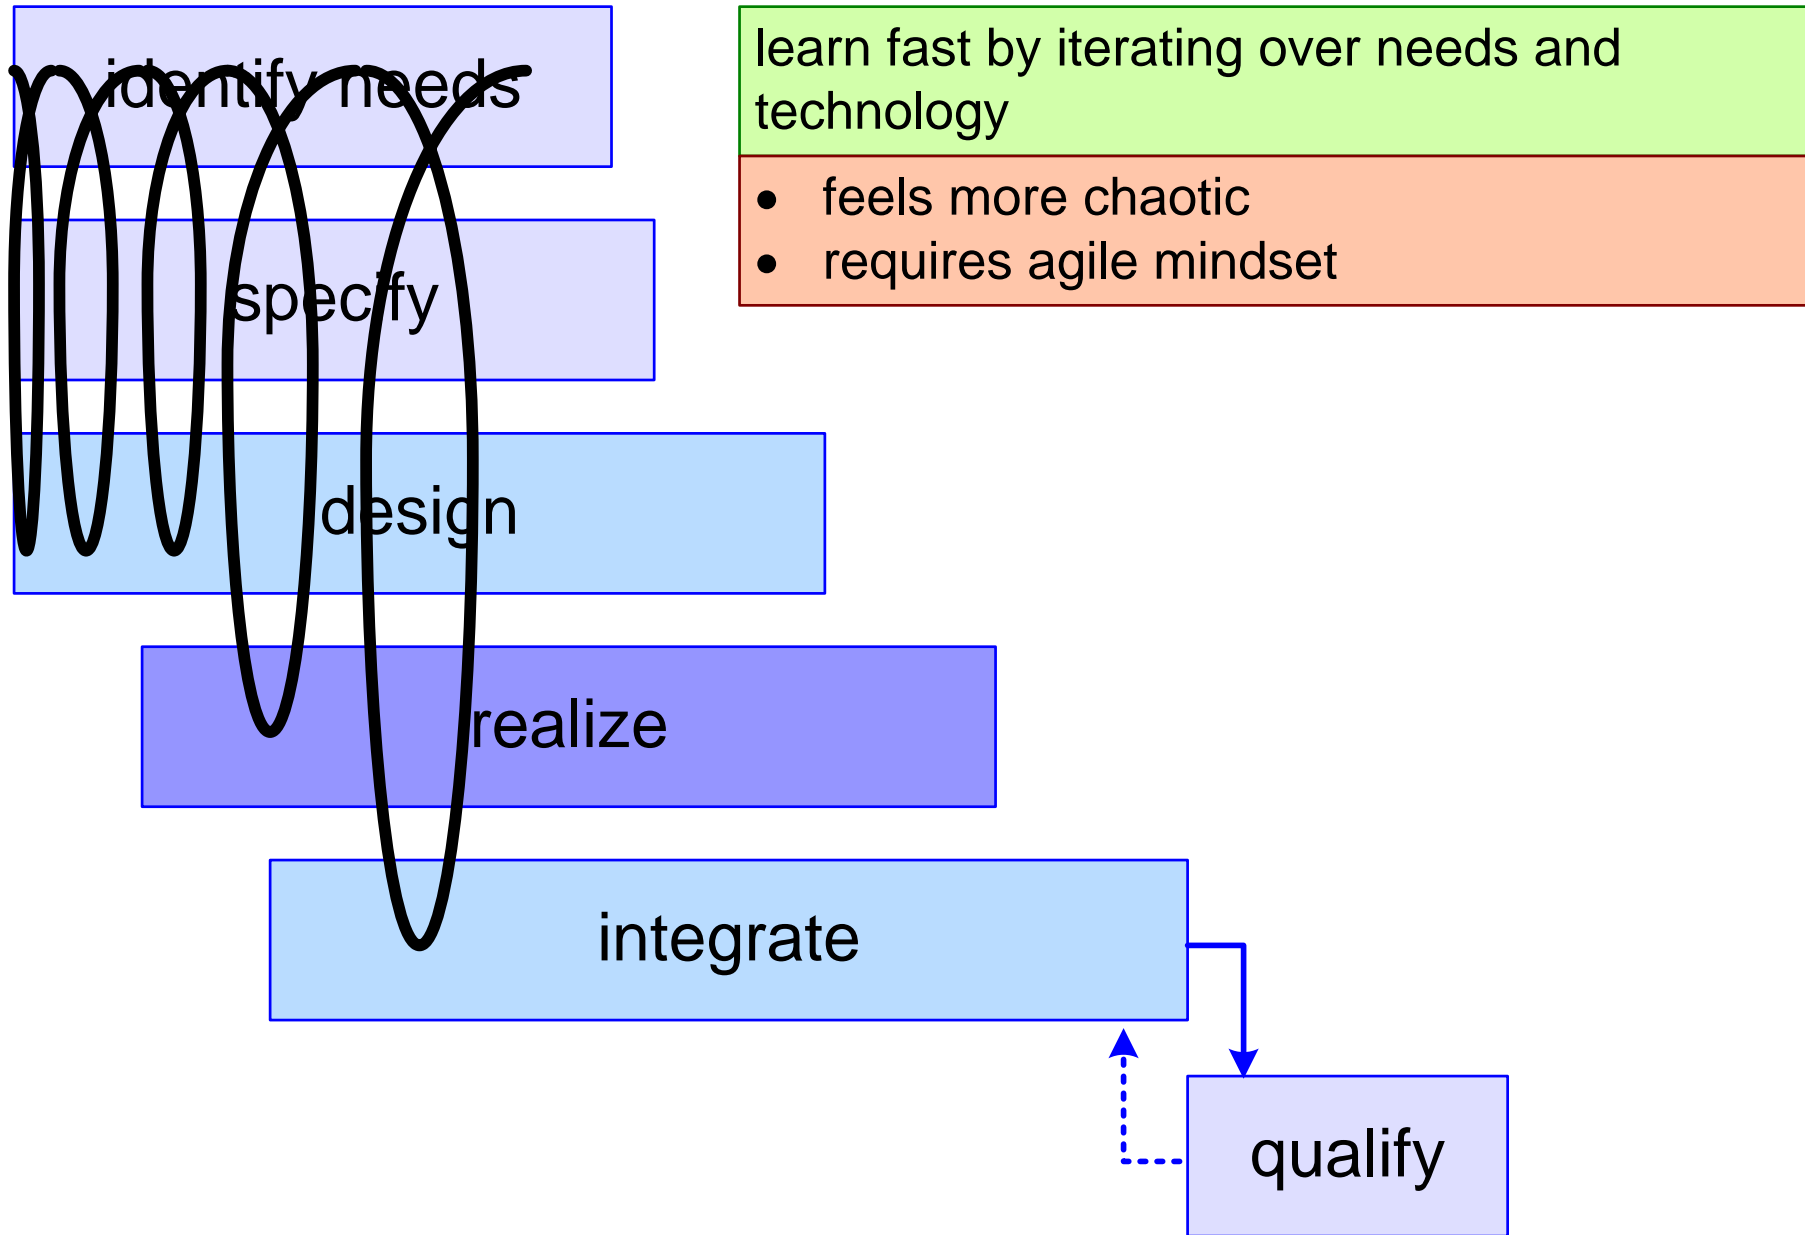 identify needs
learn fast by iterating over needs and
technology
• feels more chaotic
• requires agile mindset
specify
design
realize
integrate
qualify